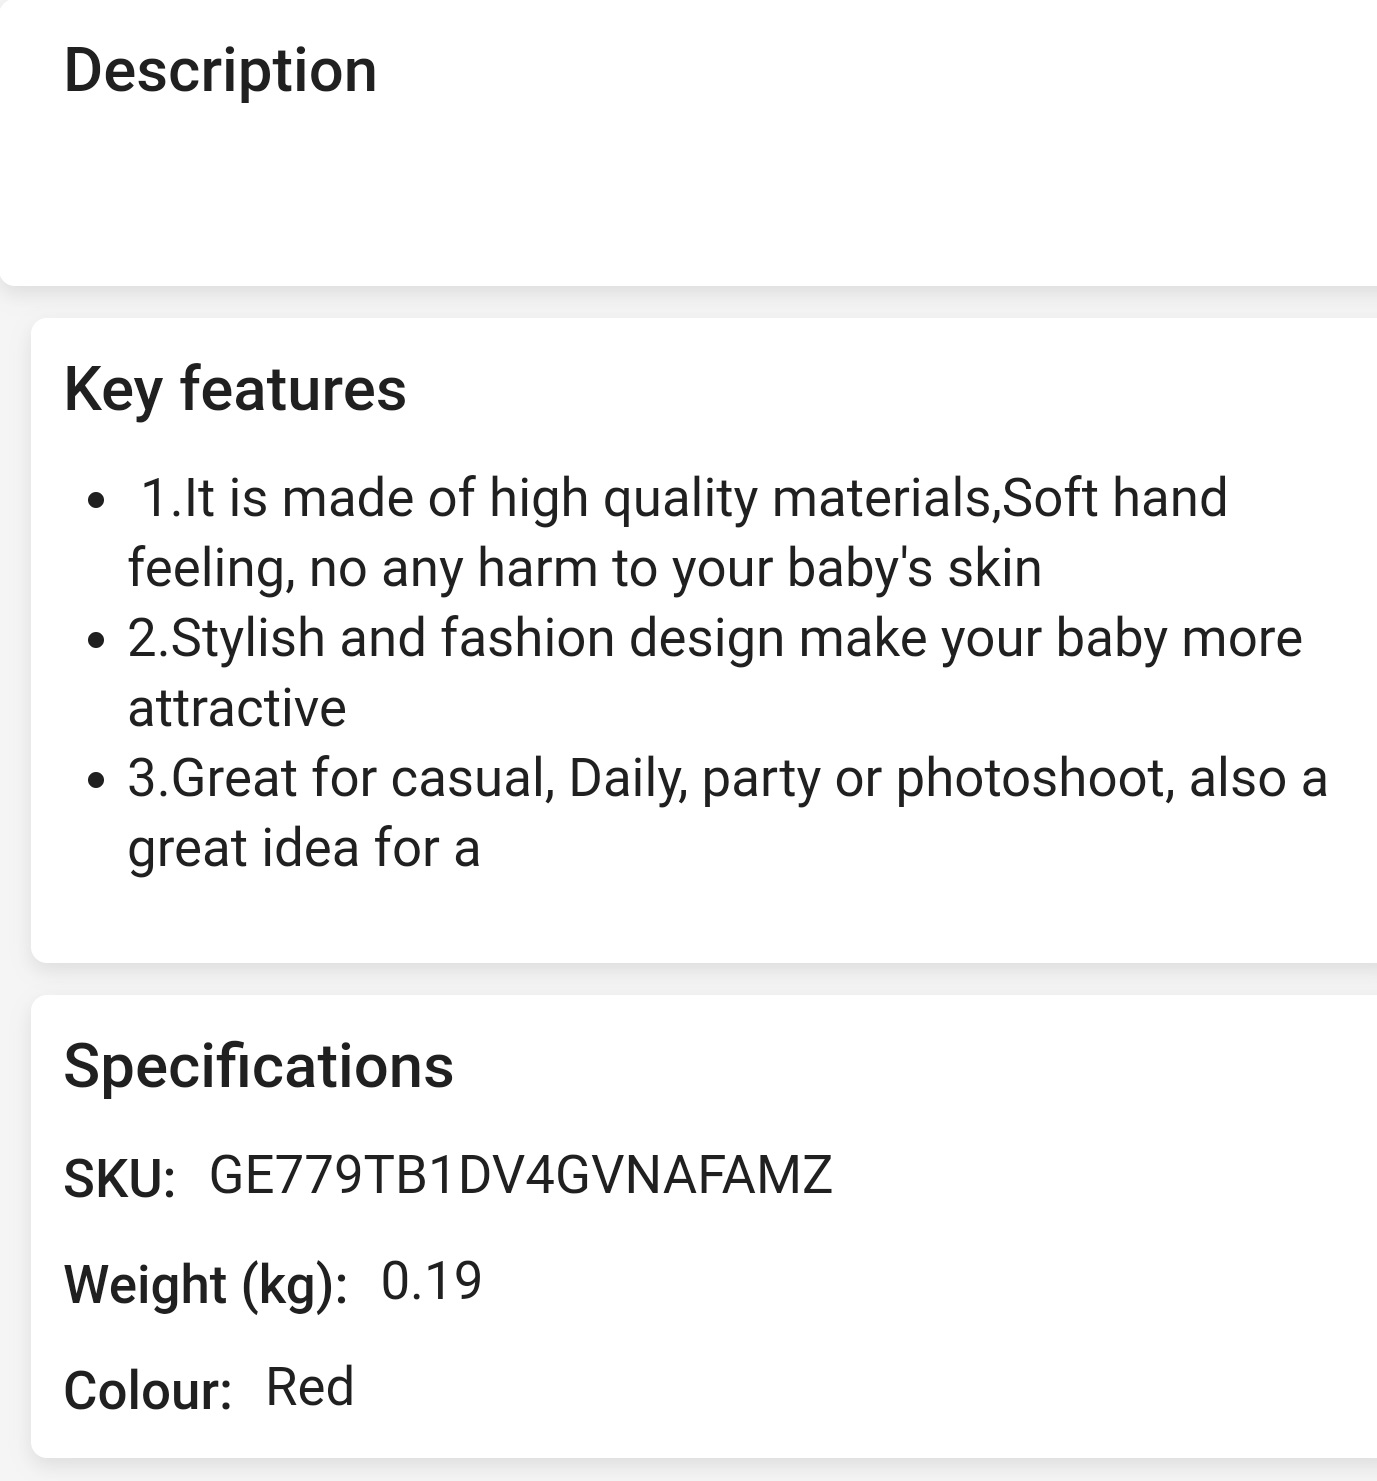 Description
Key features
• 1.It is made of high quality materials,Soft hand
feeling, no any harm to your baby's skin
• 2.Stylish and fashion design make your baby more
attractive
• 3.Great for casual, Daily, party or photoshoot, also a
great idea for a
Specifications
SKU: GE779TB1DV4GVNAFAMZ
Weight (kg): 0.19
Colour: Red